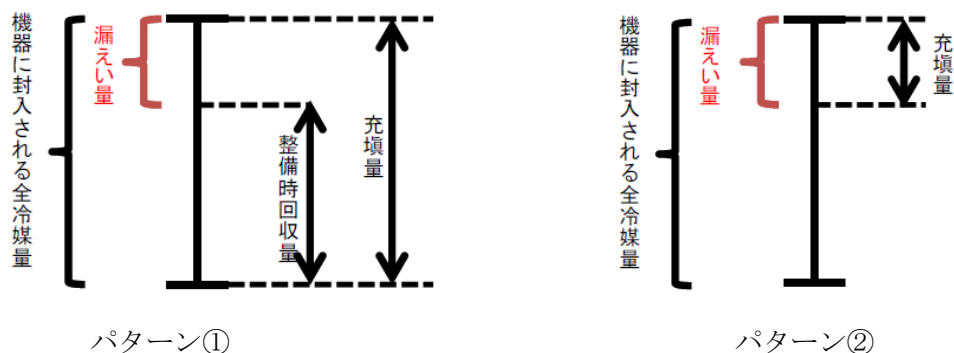 機器に封入される全冷媒量
漏えい量
整備時回収量
充塡量
パターン①
機器に封入される全冷媒量
漏えい量
充塡量
パターン②